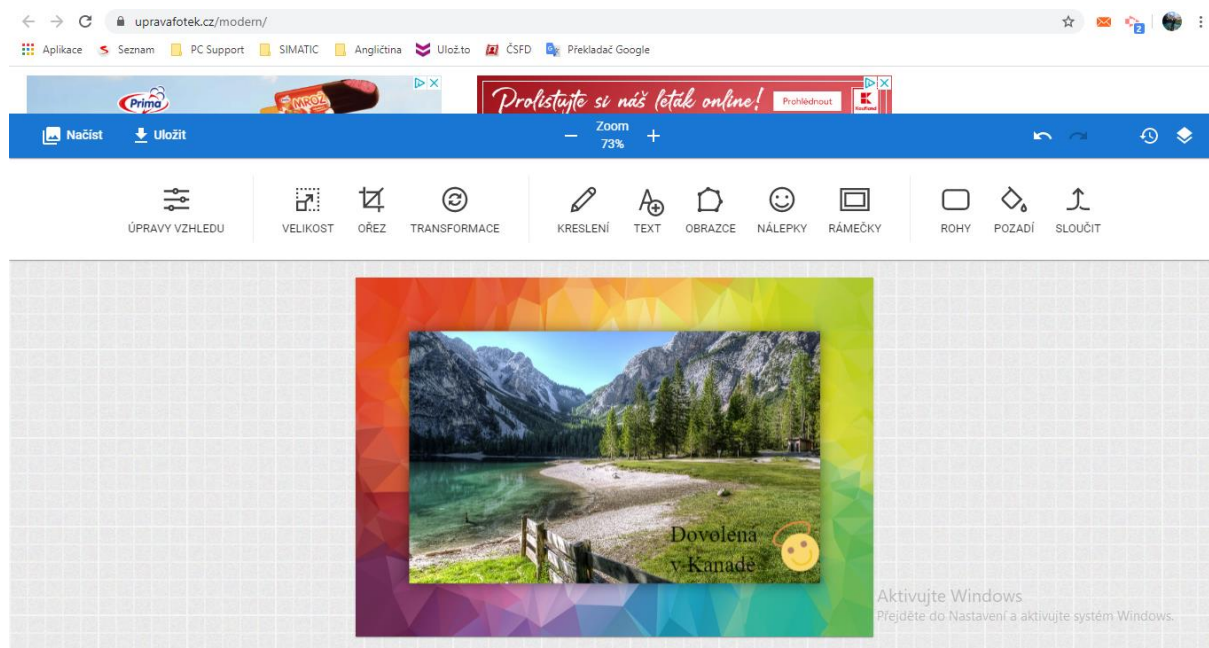 upravafotek.cz/modern/
2
Aplikace Seznam PC Support SIMATIC Angličtina Ulož.to ČSFD Překladač Google
Prima MROŽ Prolistujte si náš leták online! Prohlédnout Kaufland
Načíst Uložit Zoom
73%
ÚPRAVY VZHLEDU VELIKOST OŘEZ TRANSFORMACE KRESLENÍ TEXT OBRAZCE NÁLEPKY RÁMEČKY ROHY POZADÍ SLOUČIT
Dovolená
v Kanadě
Aktivujte Windows
Přejděte do Nastavení a aktivujte systém Windows.